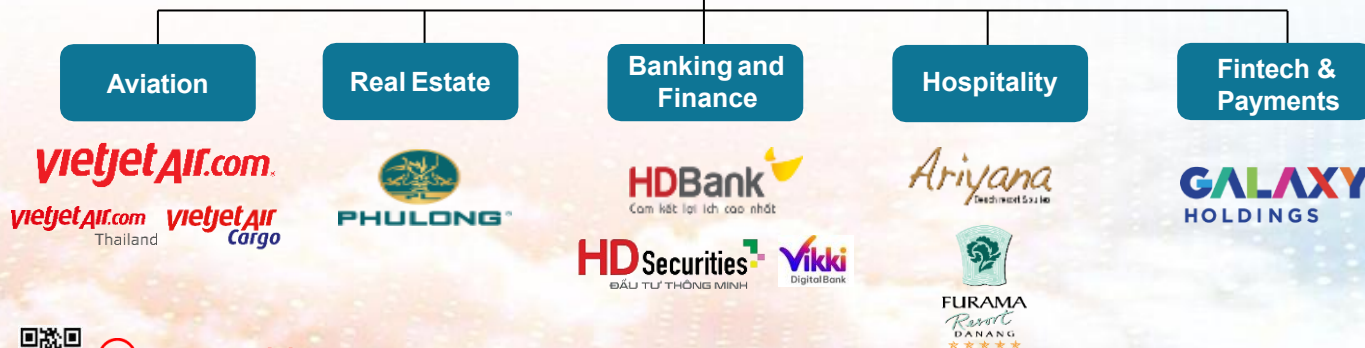 Aviation
Real Estate
Banking and
Finance
Hospitality
Fintech &
Payments
vietjetAir.com
vietjetAir.com
Thailand
vietjetAir
Cargo
PHULONG
HDBank
Cam kết lợi ích cao nhất
HD Securities
ĐẦU TƯ THÔNG MINH
Vikki
Digital Bank
Ariyana
FURAMA
Resort
DANANG
GALAXY
HOLDINGS